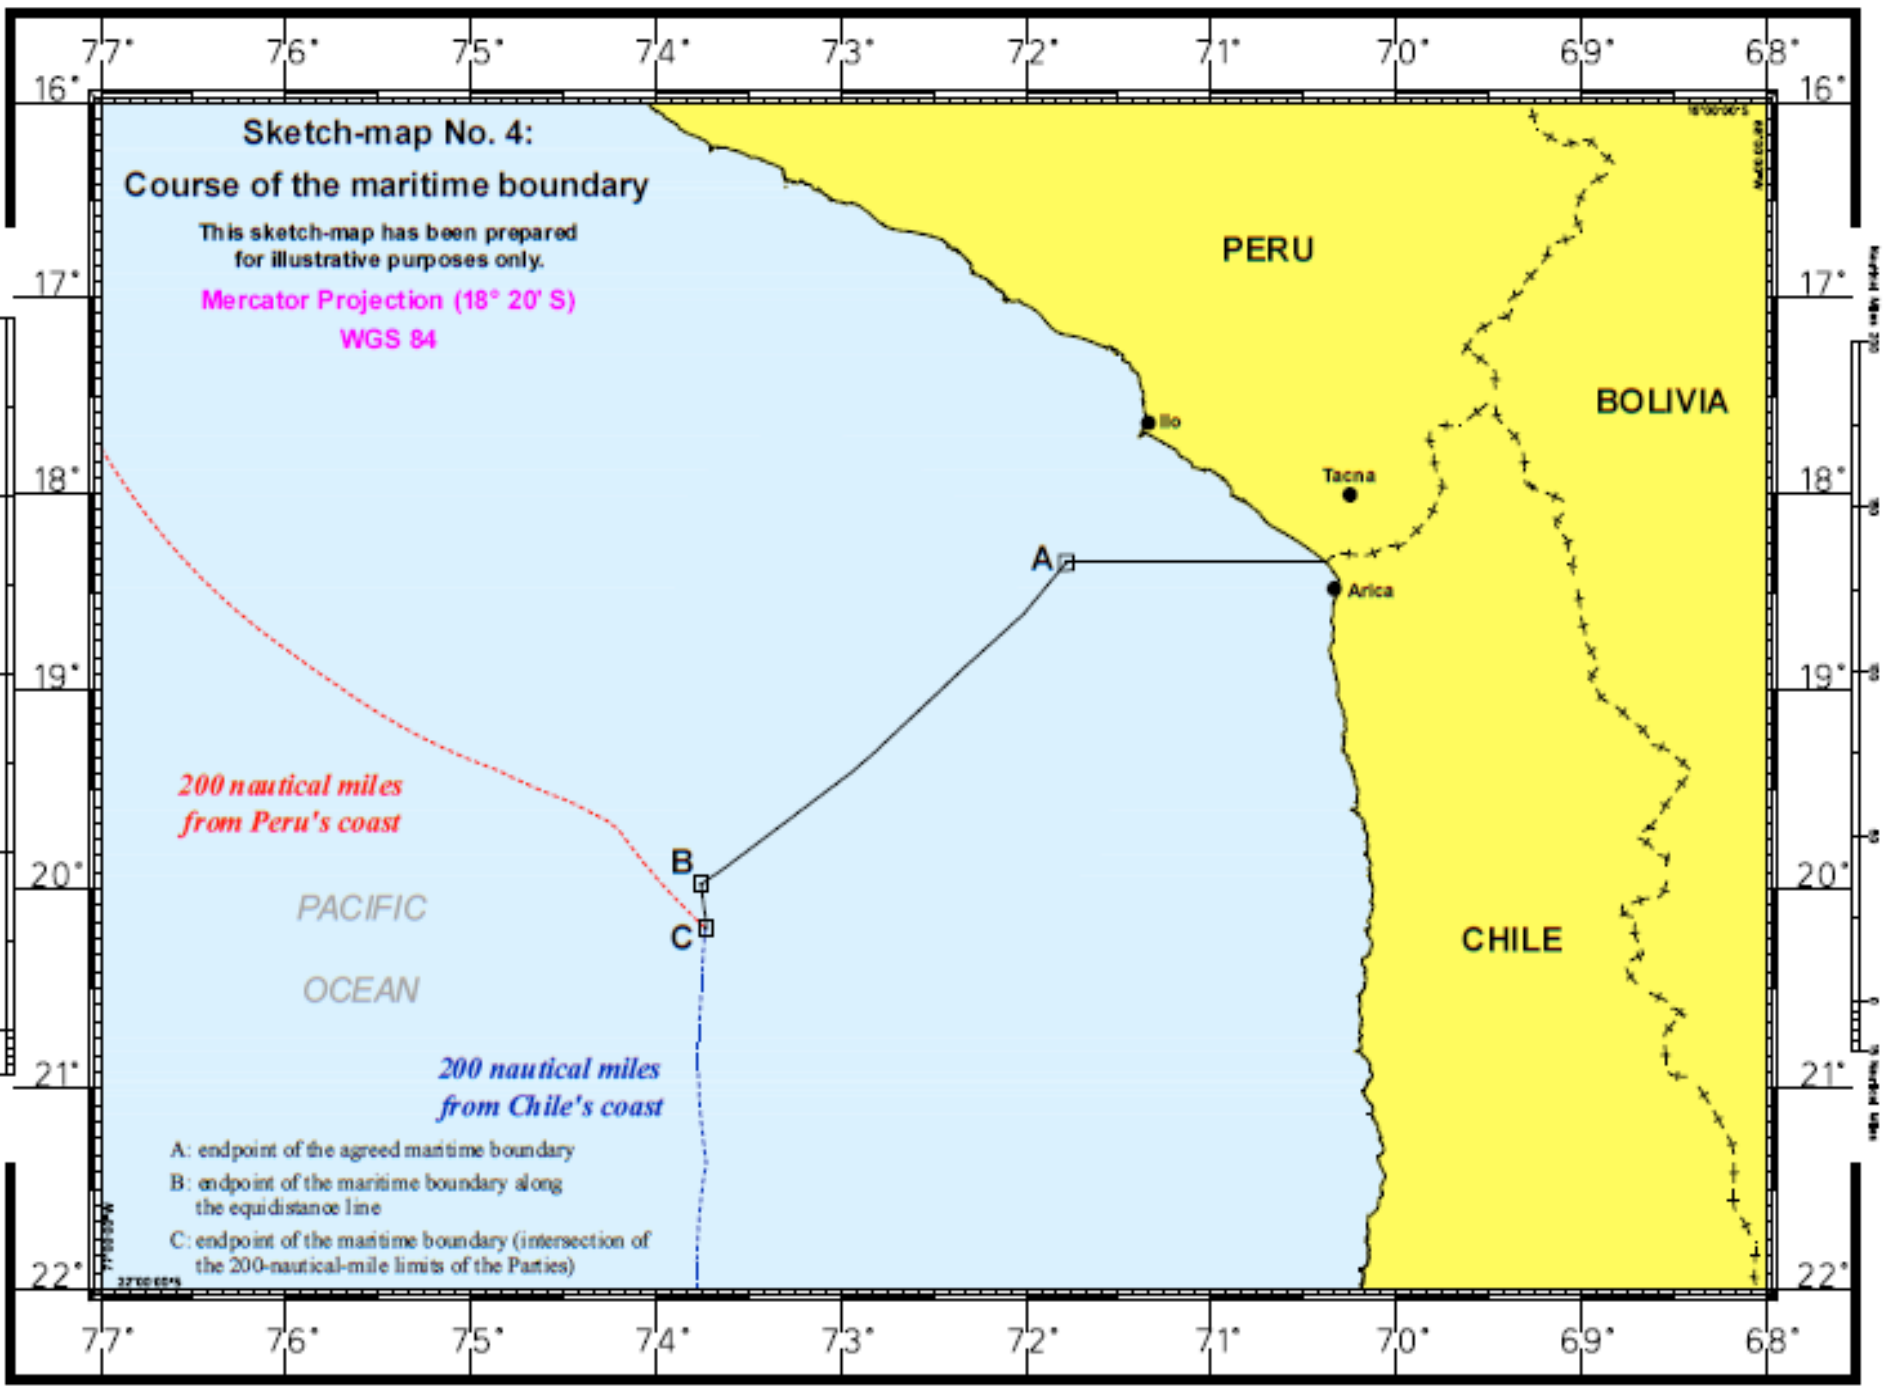 77° 76° 75° 74° 73° 72° 71° 70° 69° 68°
16° 16°
Sketch-map No. 4:
Course of the maritime boundary
This sketch-map has been prepared
for illustrative purposes only.
Mercator Projection (18° 20' S)
WGS 84
PERU
17° 17°
BOLIVIA
Ilo
Tacna
18° 18°
A
Arica
19° 19°
200 nautical miles
from Peru's coast
B
20° 20°
PACIFIC
C
CHILE
OCEAN
200 nautical miles
from Chile's coast
21° 21°
A: endpoint of the agreed maritime boundary
B: endpoint of the maritime boundary along
the equidistance line
C: endpoint of the maritime boundary (intersection of
the 200-nautical-mile limits of the Parties)
22° 22°
22°00'00"S
77° 76° 75° 74° 73° 72° 71° 70° 69° 68°